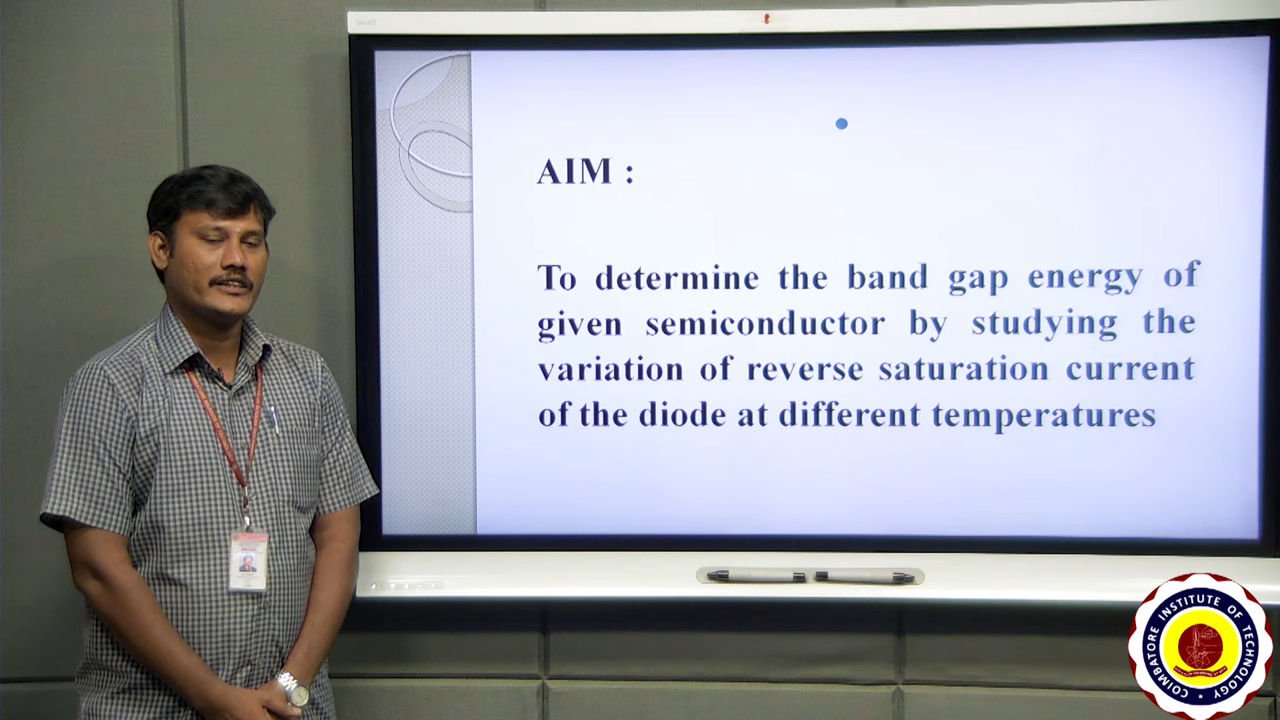 SMART
AIM :
To determine the band gap energy of
given semiconductor by studying the
variation of reverse saturation current
of the diode at different temperatures
COIMBATORE INSTITUTE OF TECHNOLOGY